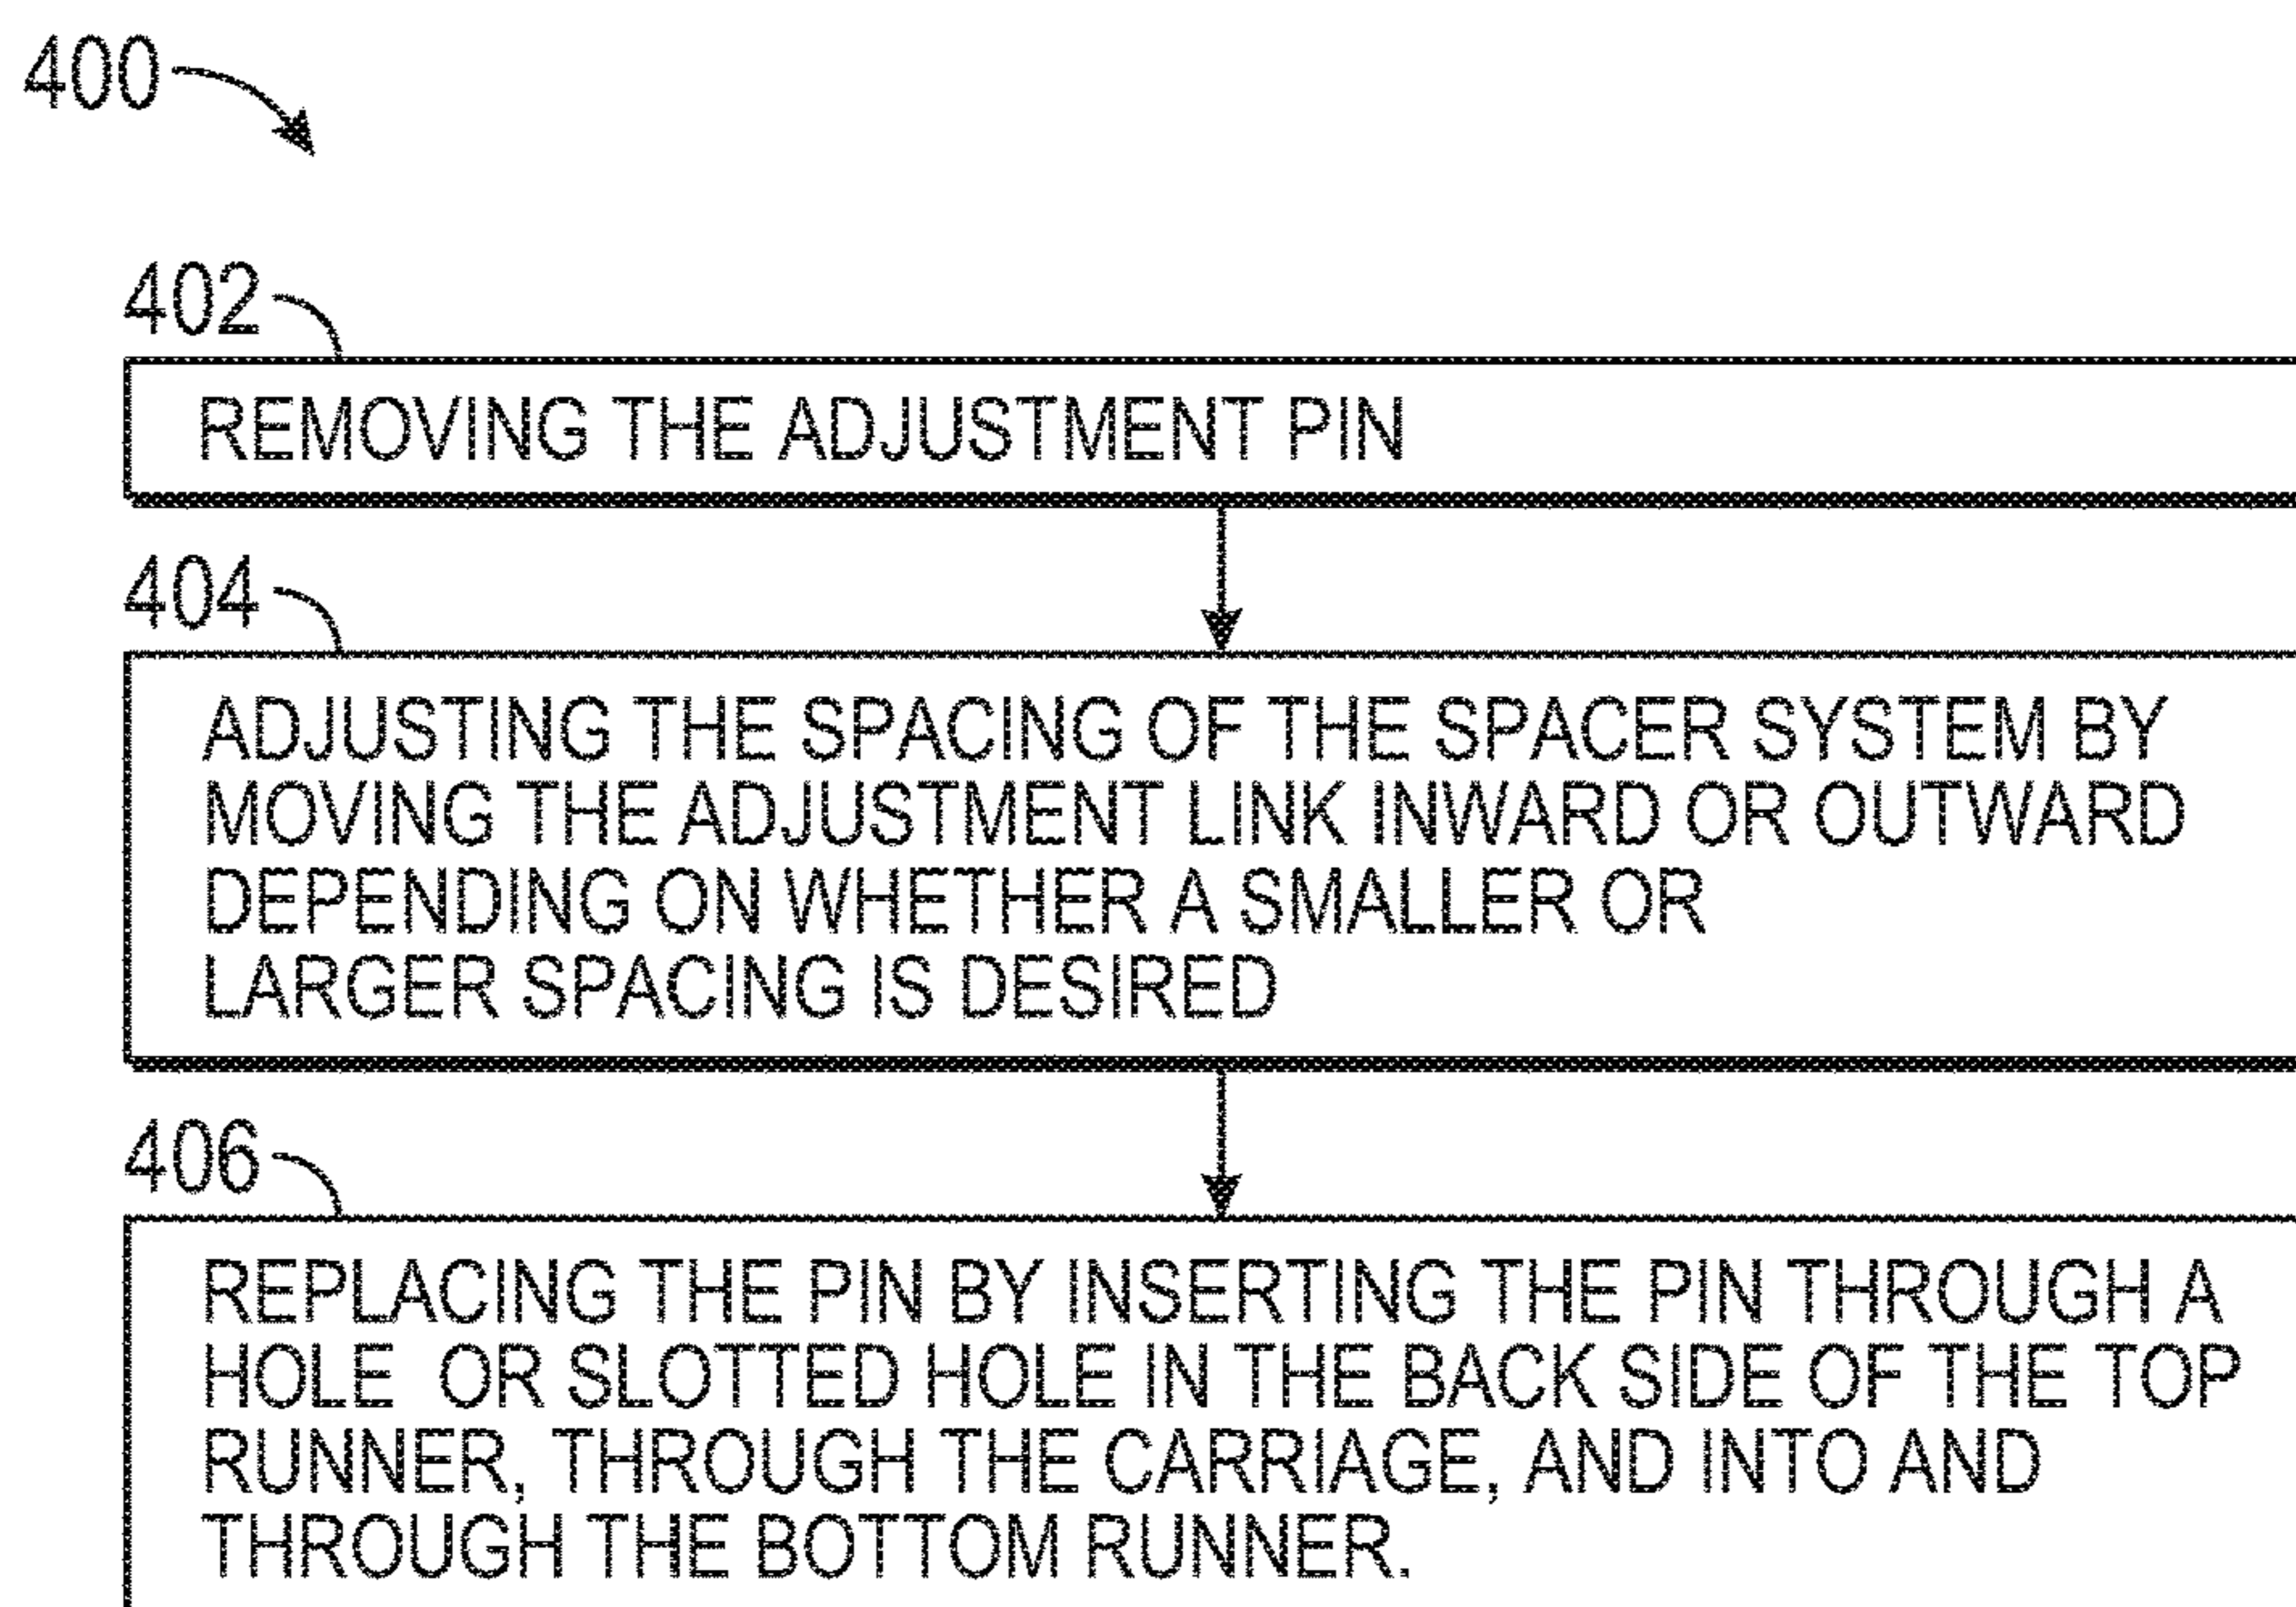 400
402
REMOVING THE ADJUSTMENT PIN
404
ADJUSTING THE SPACING OF THE SPACER SYSTEM BY
MOVING THE ADJUSTMENT LINK INWARD OR OUTWARD
DEPENDING ON WHETHER A SMALLER OR
LARGER SPACING IS DESIRED
406
REPLACING THE PIN BY INSERTING THE PIN THROUGH A
HOLE  OR SLOTTED HOLE IN THE BACK SIDE OF THE TOP
RUNNER, THROUGH THE CARRIAGE, AND INTO AND
THROUGH THE BOTTOM RUNNER.